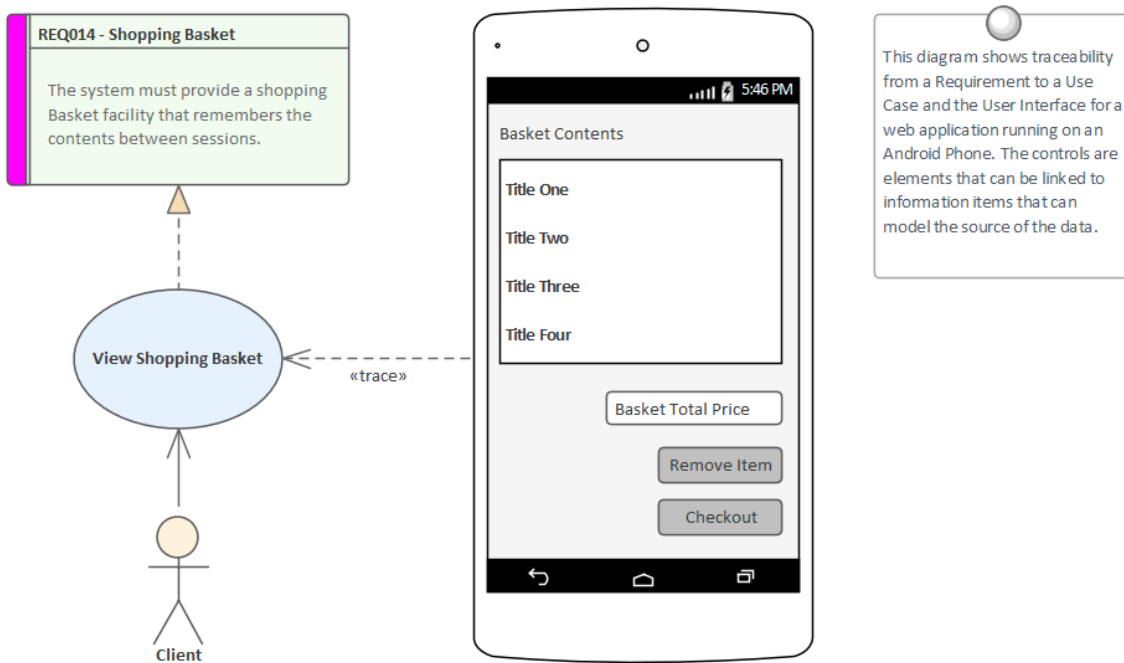 REQ014 - Shopping Basket
The system must provide a shopping
Basket facility that remembers the
contents between sessions.
View Shopping Basket
«trace»
Client
5:46 PM
Basket Contents
Title One
Title Two
Title Three
Title Four
Basket Total Price
Remove Item
Checkout
This diagram shows traceability
from a Requirement to a Use
Case and the User Interface for a
web application running on an
Android Phone. The controls are
elements that can be linked to
information items that can
model the source of the data.